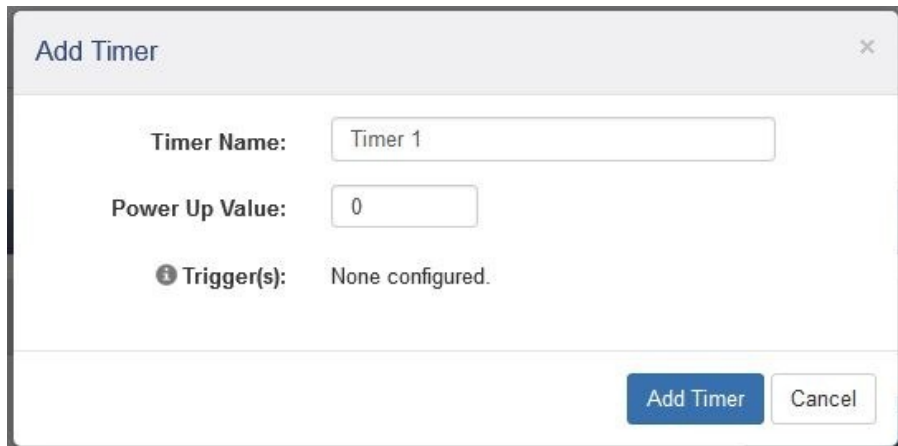 Add Timer ×
Timer Name: Timer 1
Power Up Value: 0
Trigger(s): None configured.
Add Timer Cancel